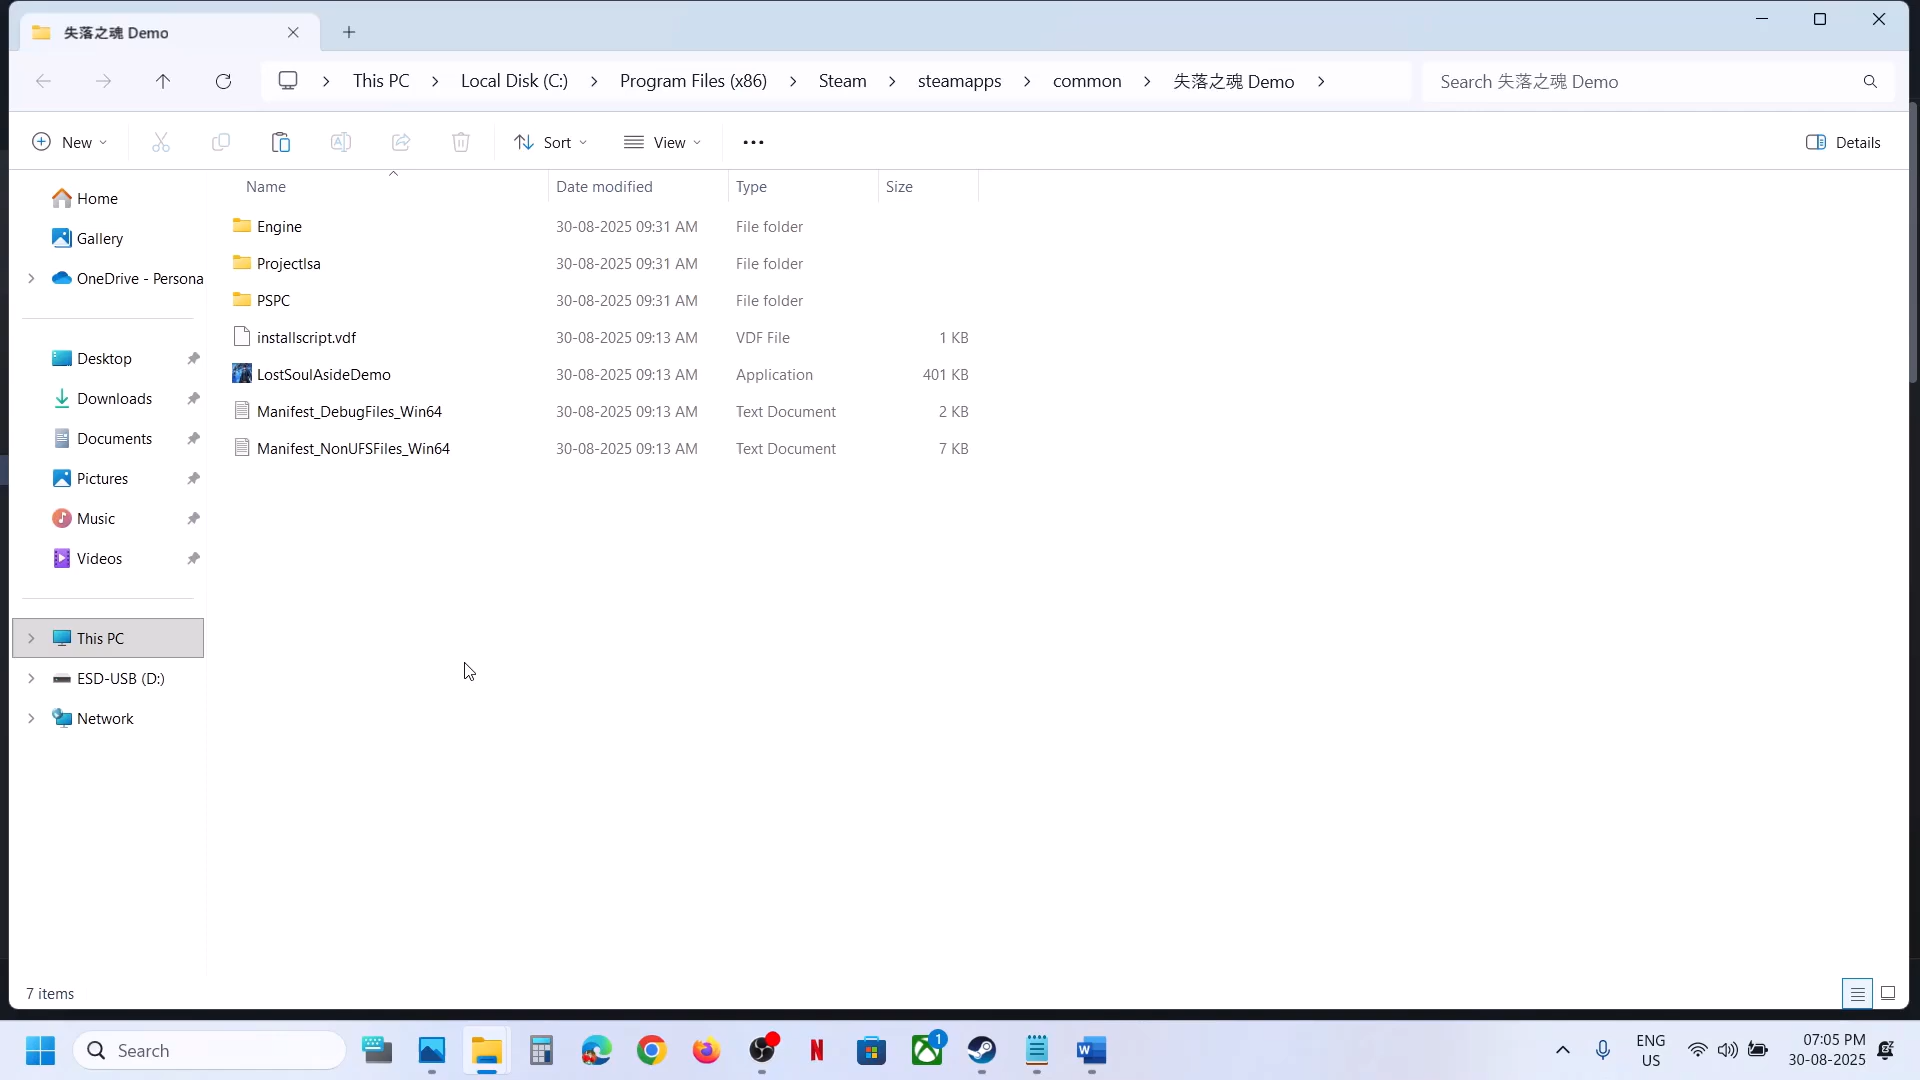 失落之魂 Demo
This PC
Local Disk (C:)
Program Files (x86)
Steam
steamapps
common
失落之魂 Demo
Search 失落之魂 Demo
New
Sort
View
Details
Name
Date modified
Type
Size
Home
Gallery
OneDrive - Persona
Desktop
Downloads
Documents
Pictures
Music
Videos
This PC
ESD-USB (D:)
Network
Engine 30-08-2025 09:31 AM File folder
ProjectIsa 30-08-2025 09:31 AM File folder
PSPC 30-08-2025 09:31 AM File folder
installscript.vdf 30-08-2025 09:13 AM VDF File 1 KB
LostSoulAsideDemo 30-08-2025 09:13 AM Application 401 KB
Manifest_DebugFiles_Win64 30-08-2025 09:13 AM Text Document 2 KB
Manifest_NonUFSFiles_Win64 30-08-2025 09:13 AM Text Document 7 KB
7 items
Search
N
1
W
ENG
US
07:05 PM
30-08-2025